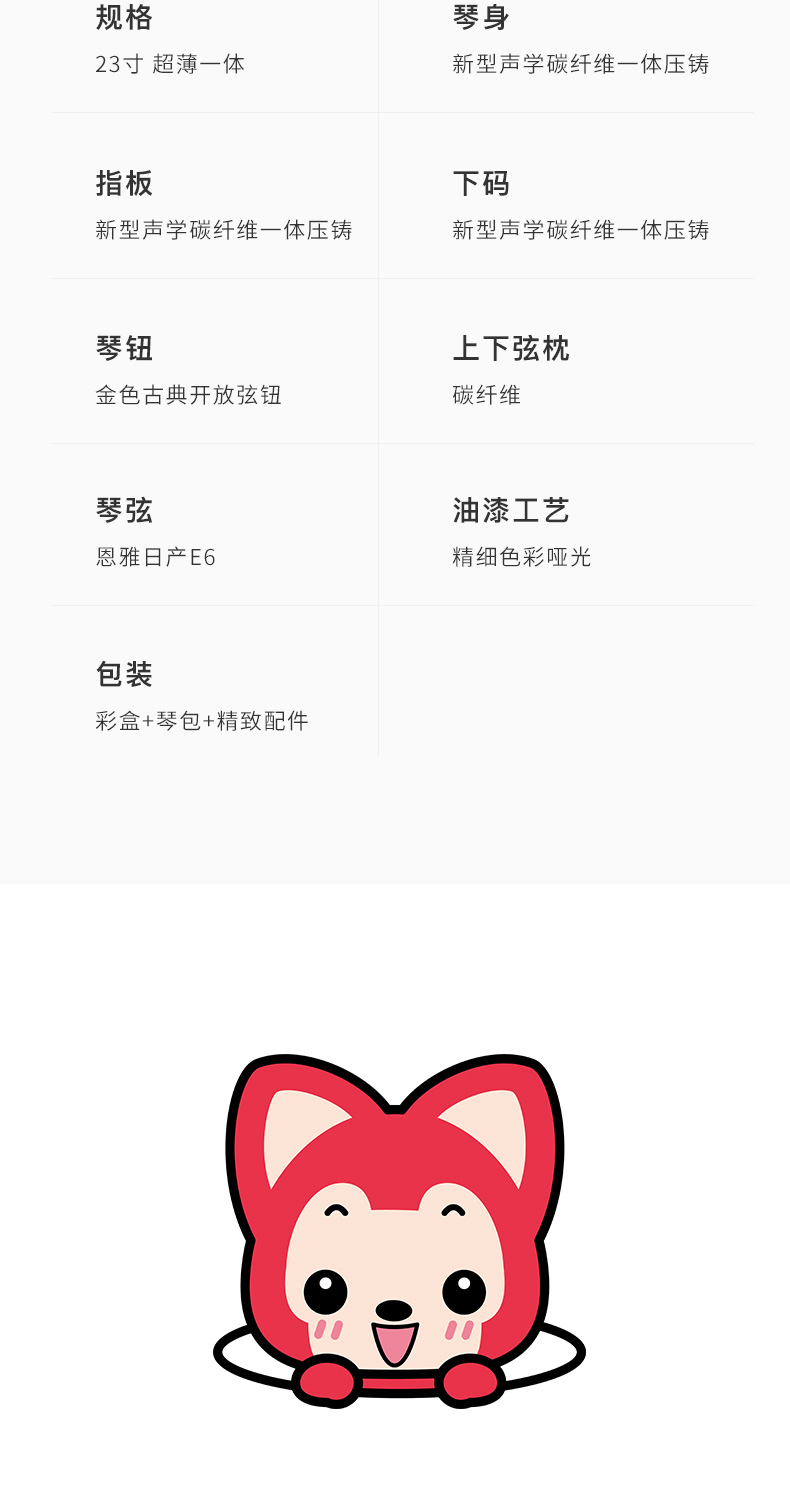 规格
23寸 超薄一体
琴身
新型声学碳纤维一体压铸
指板
新型声学碳纤维一体压铸
下码
新型声学碳纤维一体压铸
琴钮
金色古典开放弦钮
上下弦枕
碳纤维
琴弦
恩雅日产E6
油漆工艺
精细色彩哑光
包装
彩盒+琴包+精致配件